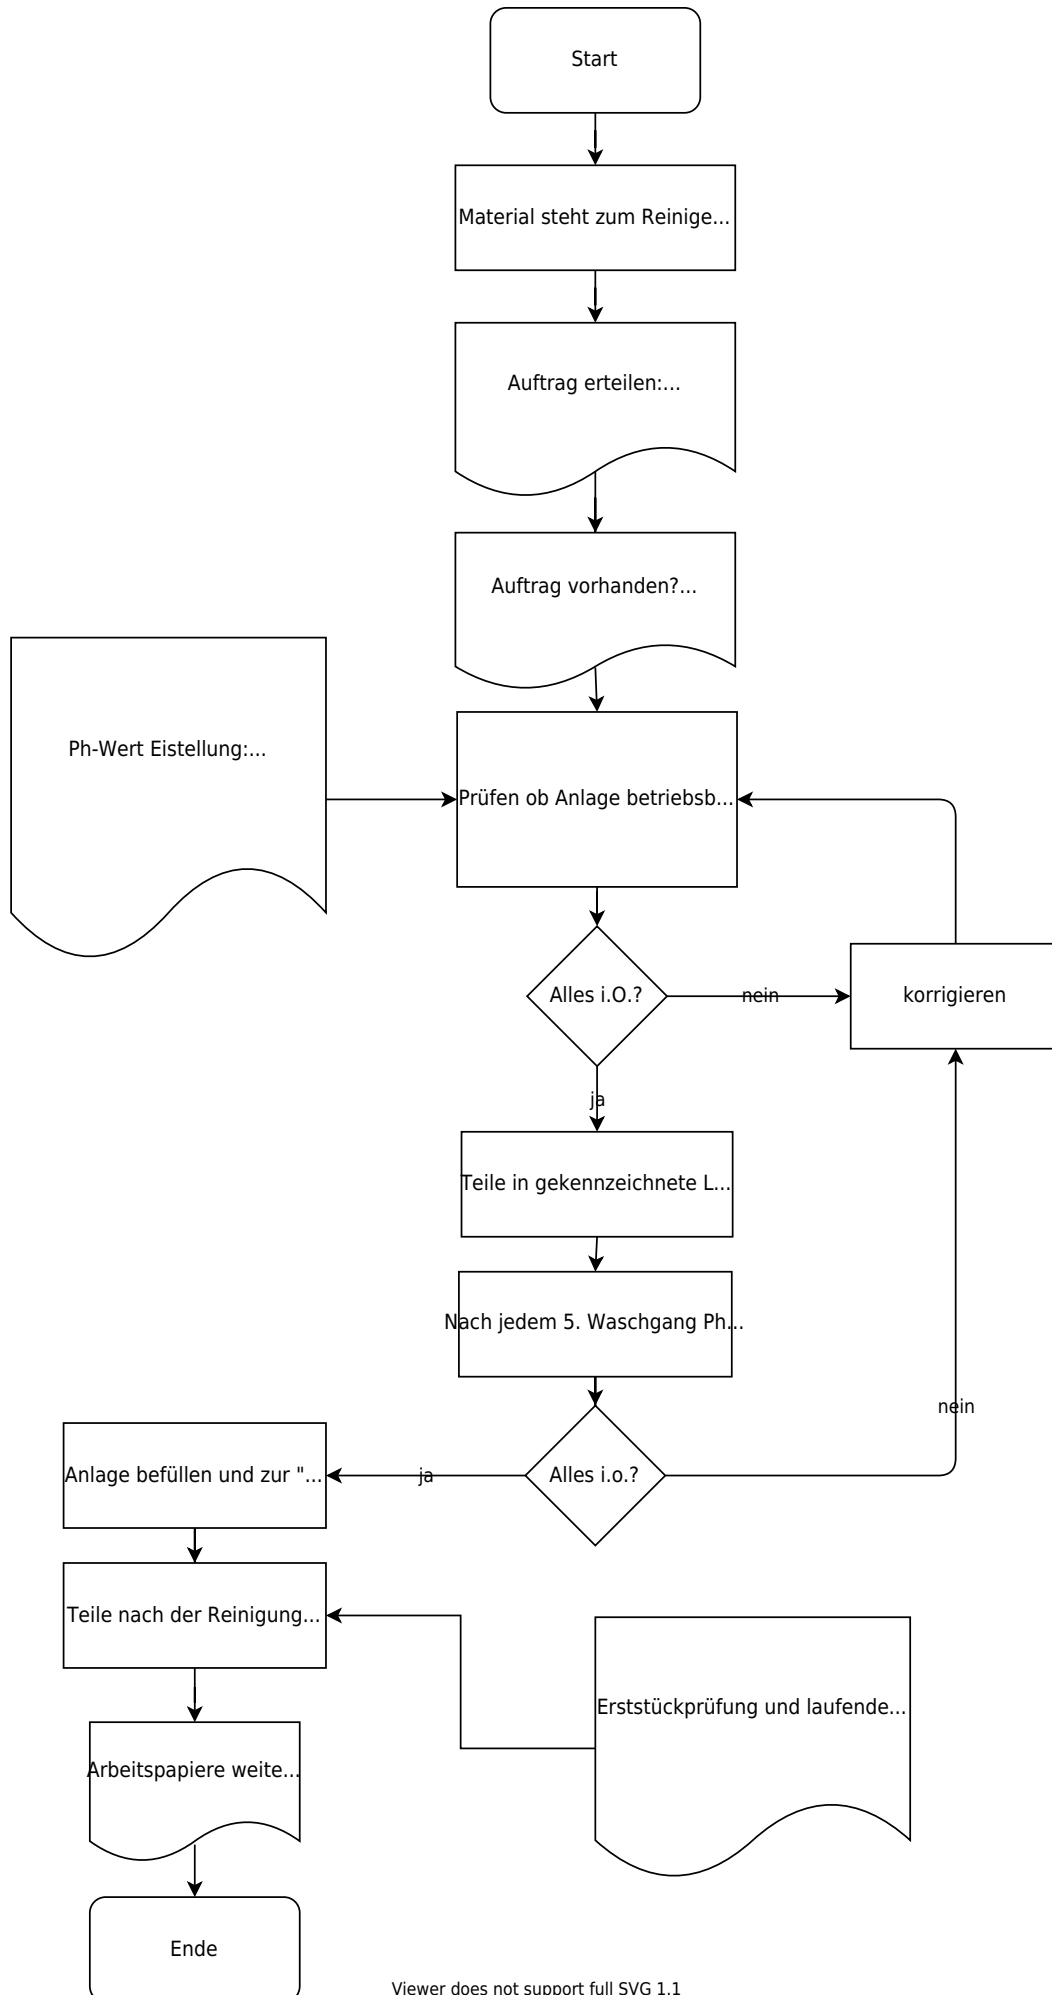 Start
Material steht zum Reinige...
Auftrag erteilen:...
Auftrag vorhanden?...
Ph-Wert Eistellung:...
Prüfen ob Anlage betriebsb...
Alles i.O.?
nein
korrigieren
ja
Teile in gekennzeichnete L...
Nach jedem 5. Waschgang Ph...
nein
Alles i.o.?
ja
Anlage befüllen und zur "...
Teile nach der Reinigung...
Erststückprüfung und laufende...
Arbeitspapiere weite...
Ende
Viewer does not support full SVG 1.1